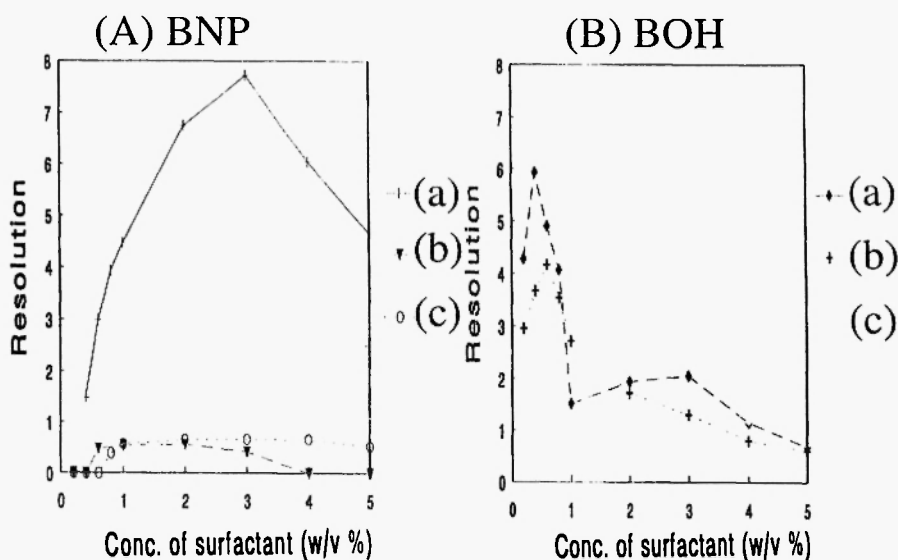 (A) BNP
8
7
6
5
4
3
2
1
0
Resolution
0 1 2 3 4 5
Conc. of surfactant (w/v %)
(a)
(b)
(c)
(B) BOH
8
7
6
5
4
3
2
1
0
Resolution
0 1 2 3 4 5
Conc. of surfactant (w/v %)
(a)
(b)
(c)